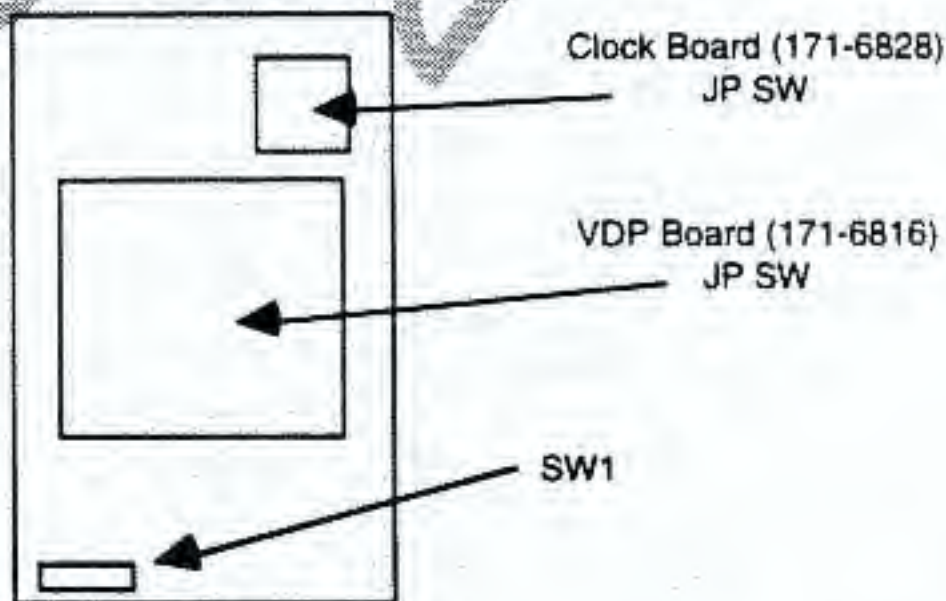 Clock Board (171-6828)
JP SW
VDP Board (171-6816)
JP SW
SW1